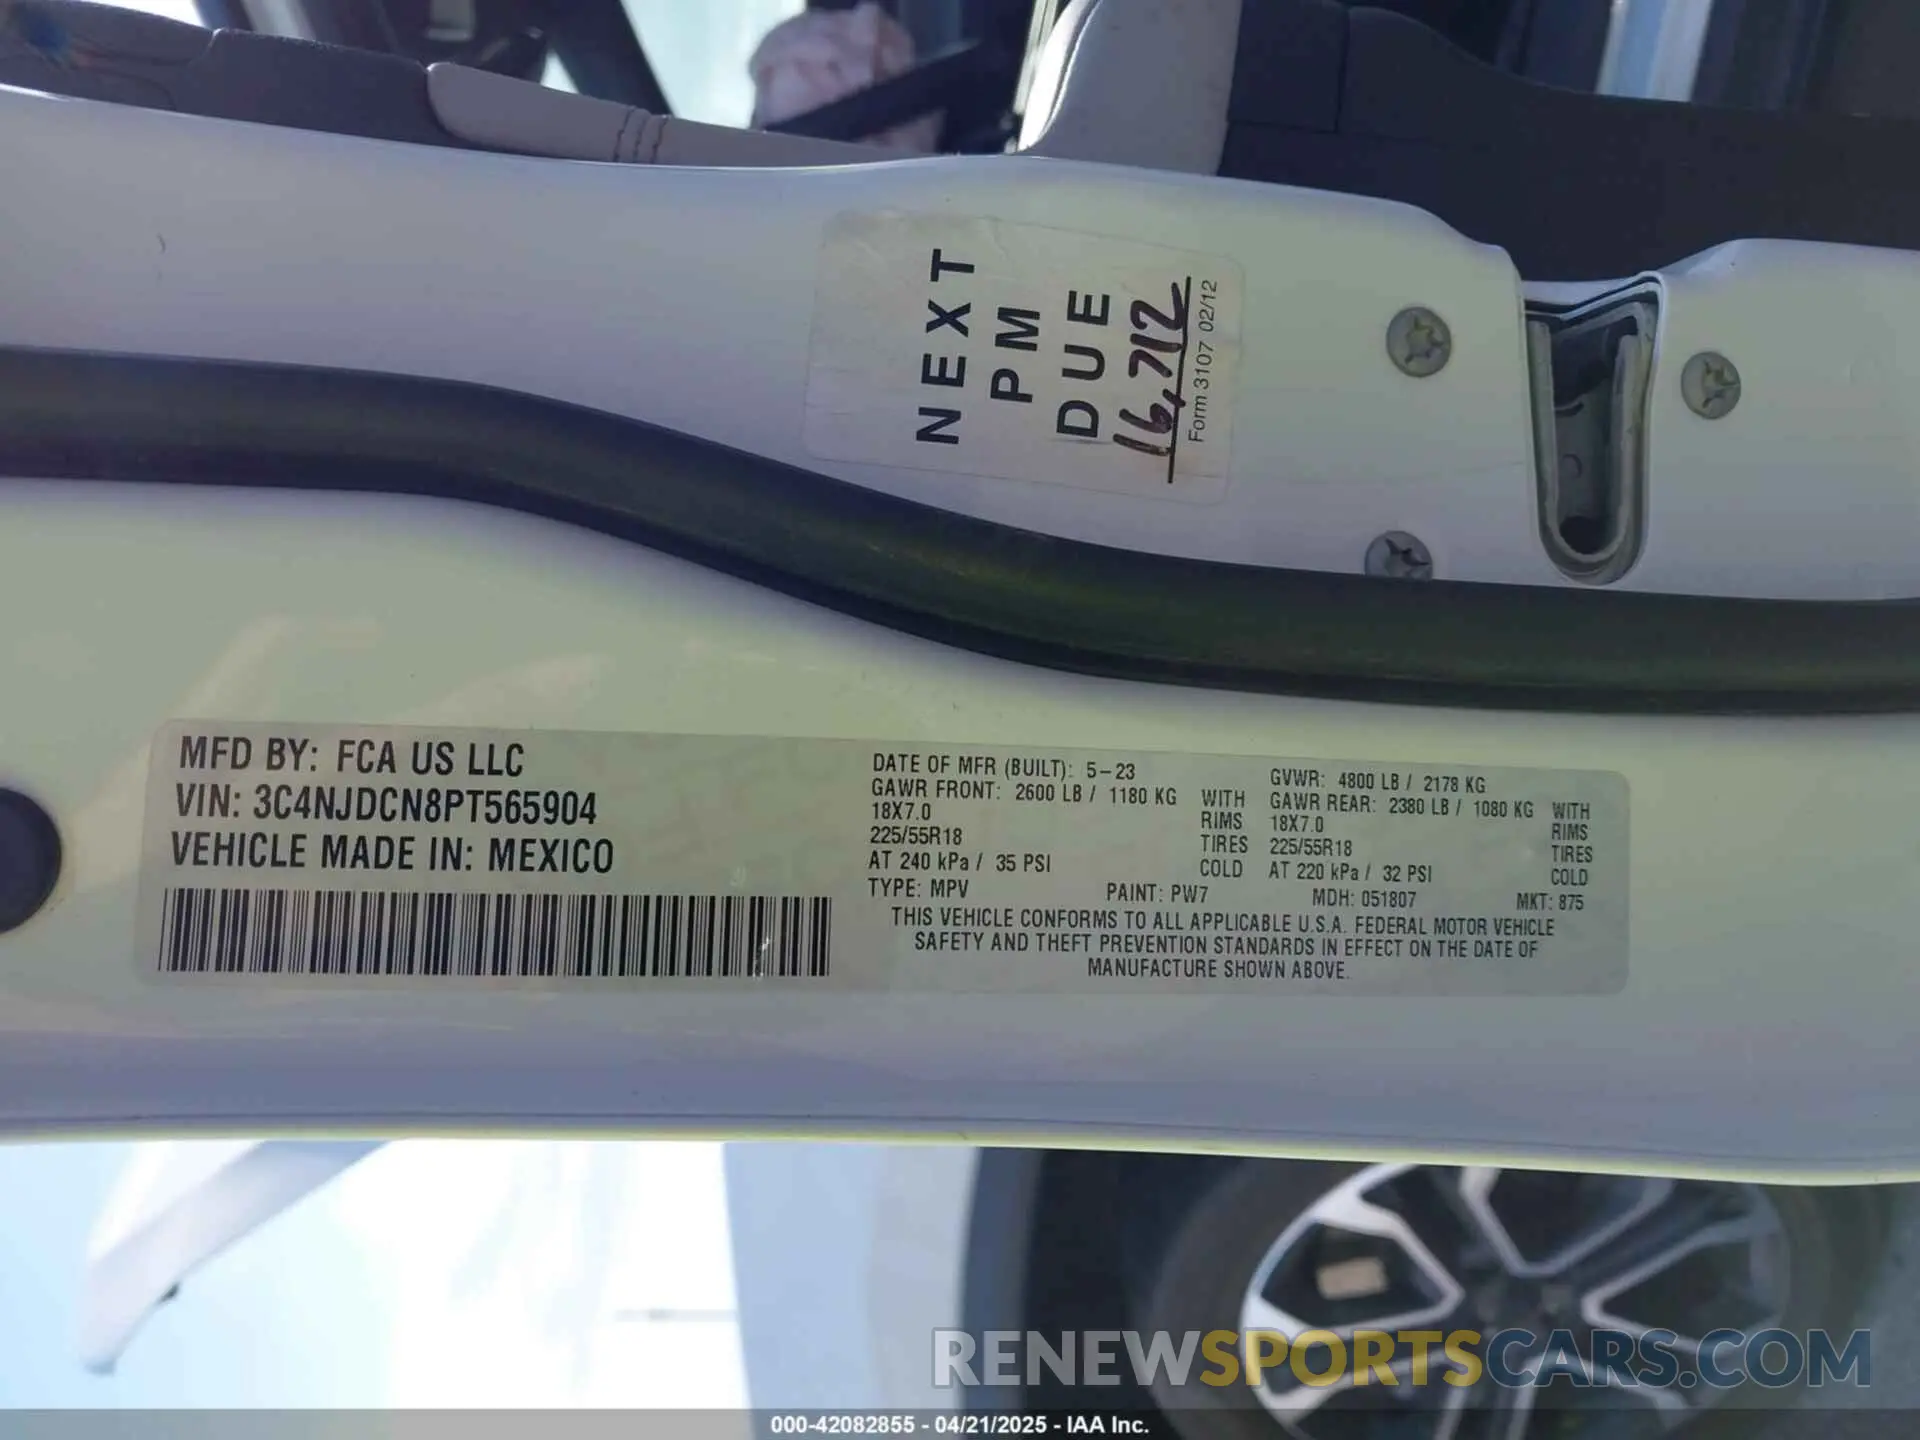 NEXT
PM
DUE
16,712
Form 3107 02/12
MFD BY: FCA US LLC
VIN: 3C4NJDCN8PT565904
VEHICLE MADE IN: MEXICO
DATE OF MFR (BUILT): 5-23
GAWR FRONT: 2600 LB / 1180 KG WITH
18X7.0 RIMS
225/55R18 TIRES
AT 240 kPa / 35 PSI COLD
GVWR: 4800 LB / 2178 KG
GAWR REAR: 2380 LB / 1080 KG WITH
18X7.0 RIMS
225/55R18 TIRES
AT 220 kPa / 32 PSI COLD
TYPE: MPV PAINT: PW7 MDH: 051807 MKT: 875
THIS VEHICLE CONFORMS TO ALL APPLICABLE U.S.A. FEDERAL MOTOR VEHICLE
SAFETY AND THEFT PREVENTION STANDARDS IN EFFECT ON THE DATE OF
MANUFACTURE SHOWN ABOVE.
RENEWSPORTSCARS.COM
000-42082855 - 04/21/2025 - IAA Inc.